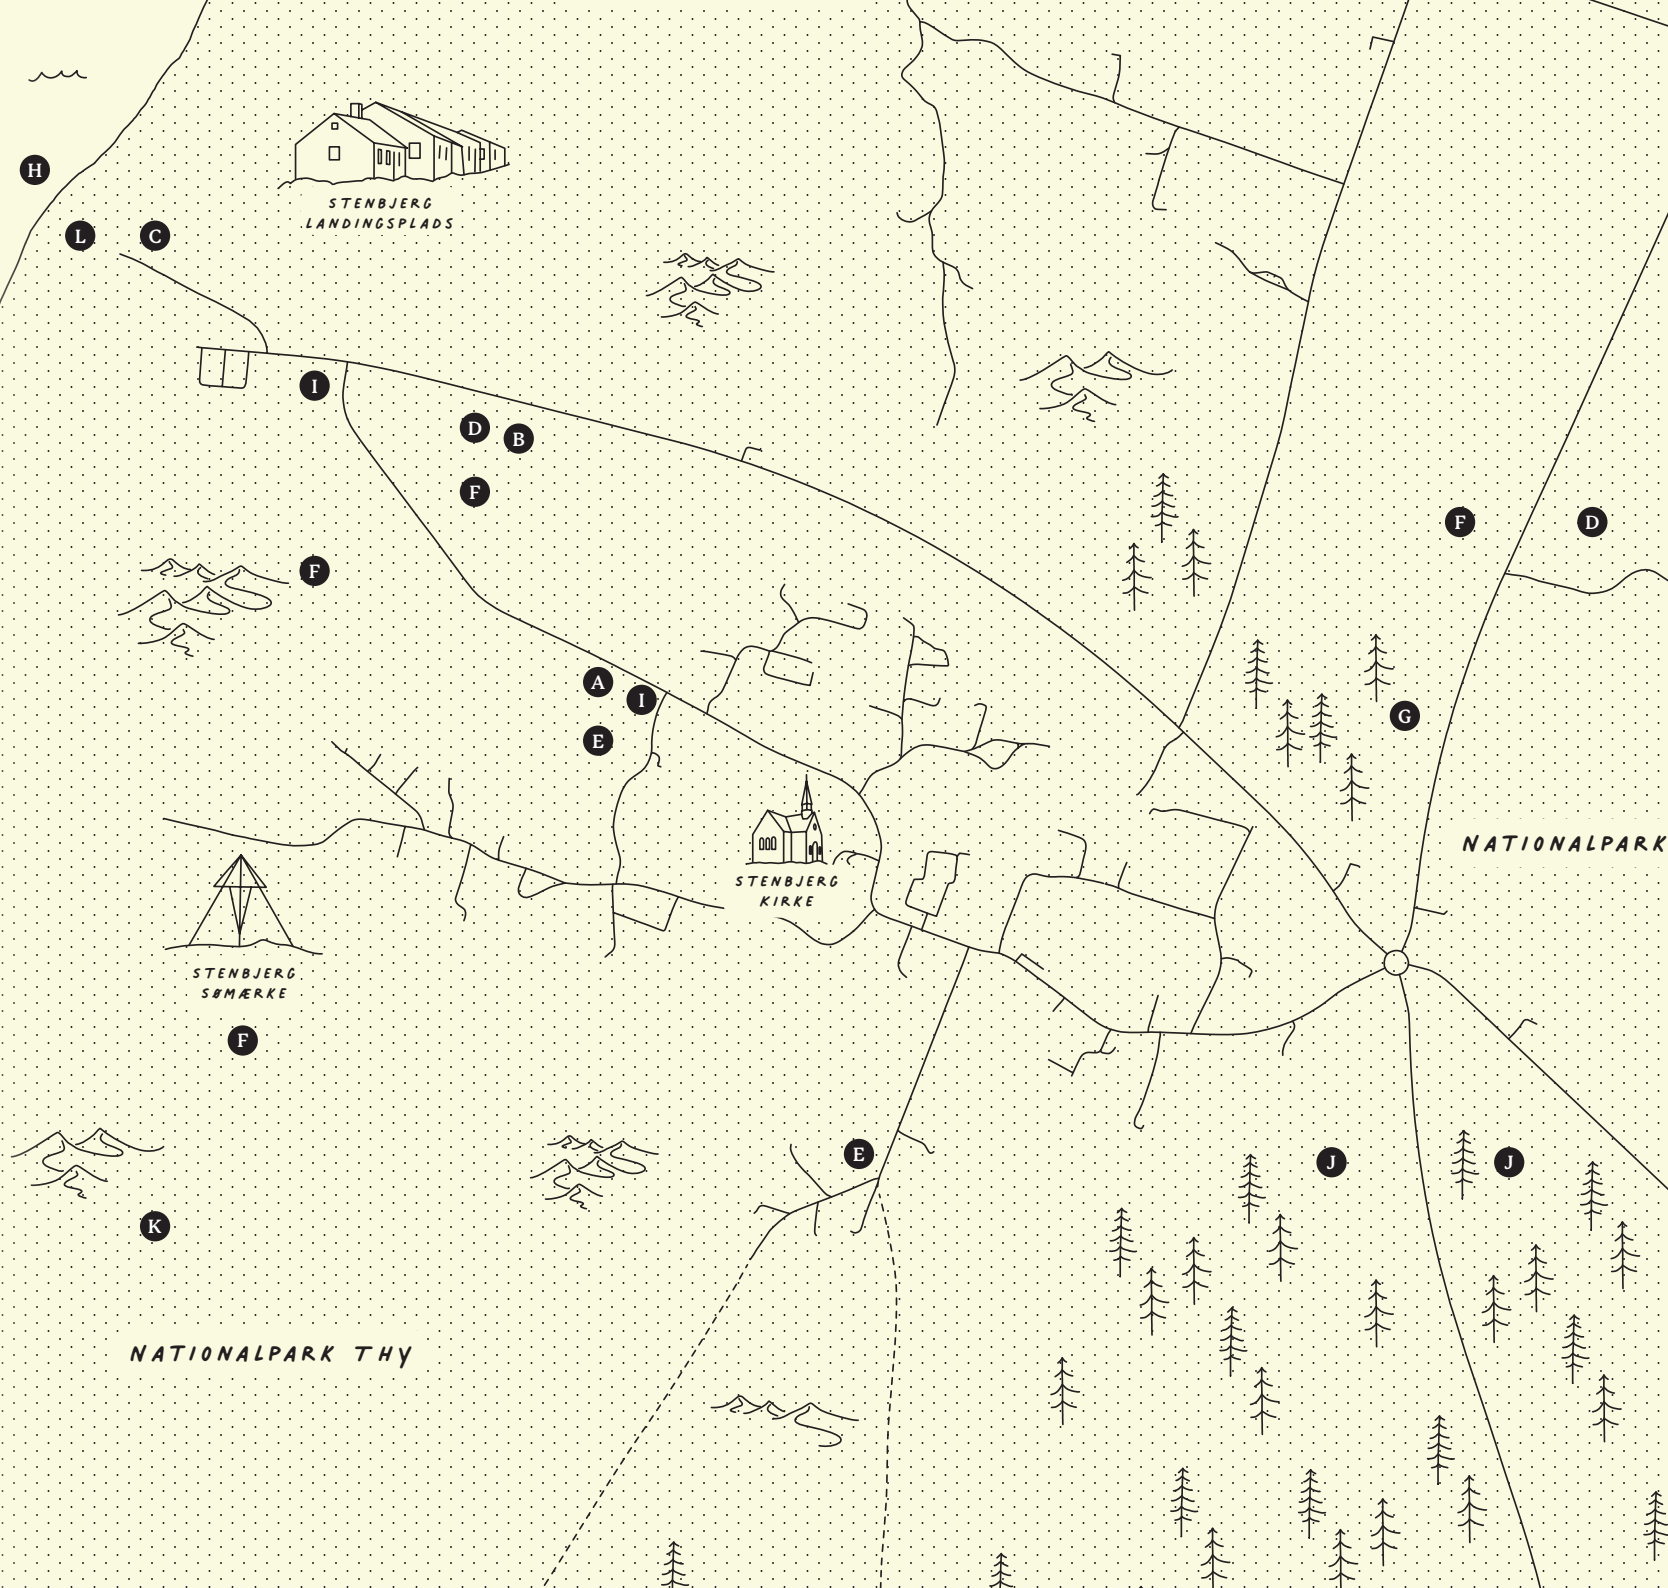 H
STENBJERG
LANDINGSPLADS
L
C
I
D
B
F
F
D
F
A
I
G
E
NATIONALPARK
STENBJERG
KIRKE
STENBJERG
SØMÆRKE
F
E
J
J
K
NATIONALPARK THY